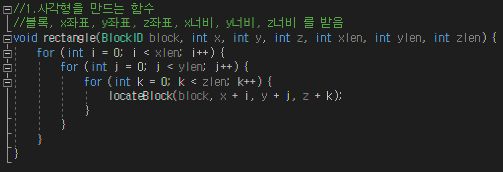 //1.사각형을 만드는 함수
//블록, x좌표, y좌표, z좌표, x너비, y너비, z너비 를 받음
void rectangle(BlockID block, int x, int y, int z, int xlen, int ylen, int zlen) {
for (int i = 0; i < xlen; i++) {
for (int j = 0; j < ylen; j++) {
for (int k = 0; k < zlen; k++) {
locateBlock(block, x + i, y + j, z + k);
}
}
}
}